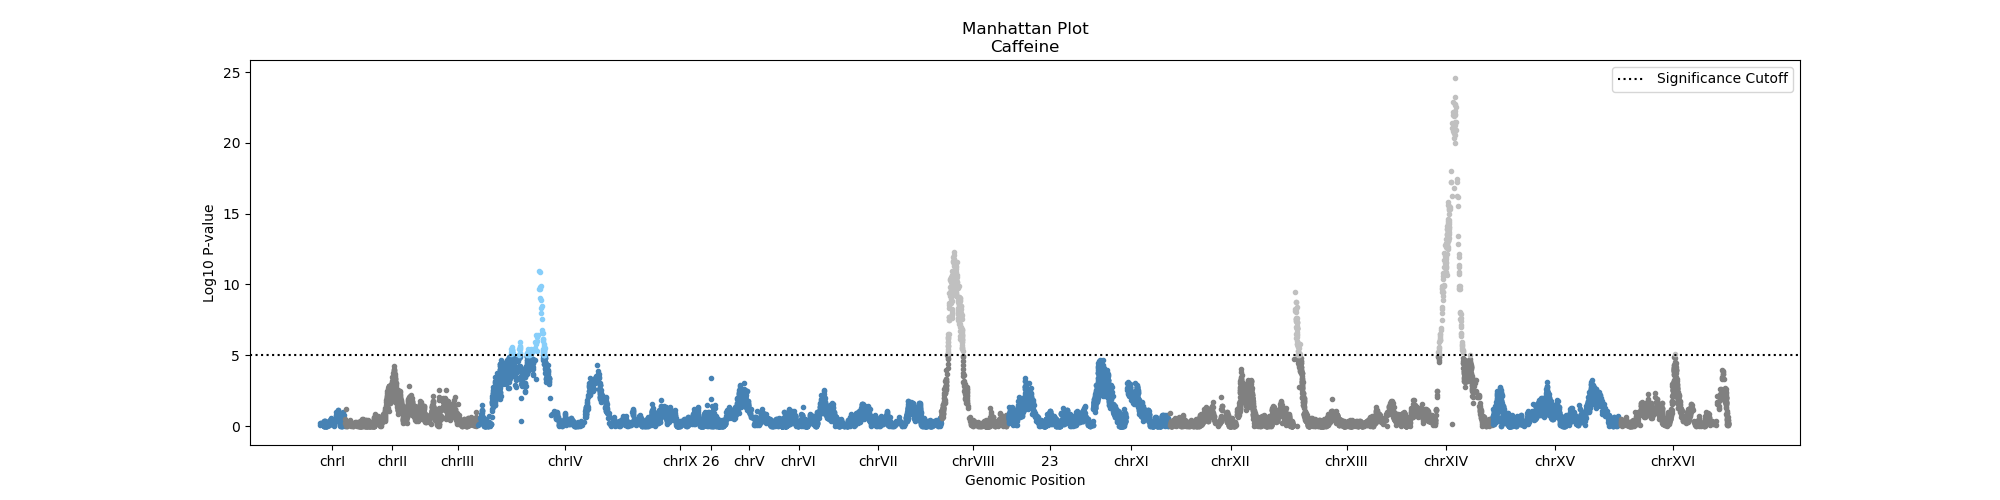 Manhattan Plot
Caffeine
Significance Cutoff
Log10 P-value
25
20
15
10
5
0
chrI chrII chrIII chrIV chrIX 26 chrV chrVI chrVII chrVIII 23 chrXI chrXII chrXIII chrXIV chrXV chrXVI
Genomic Position